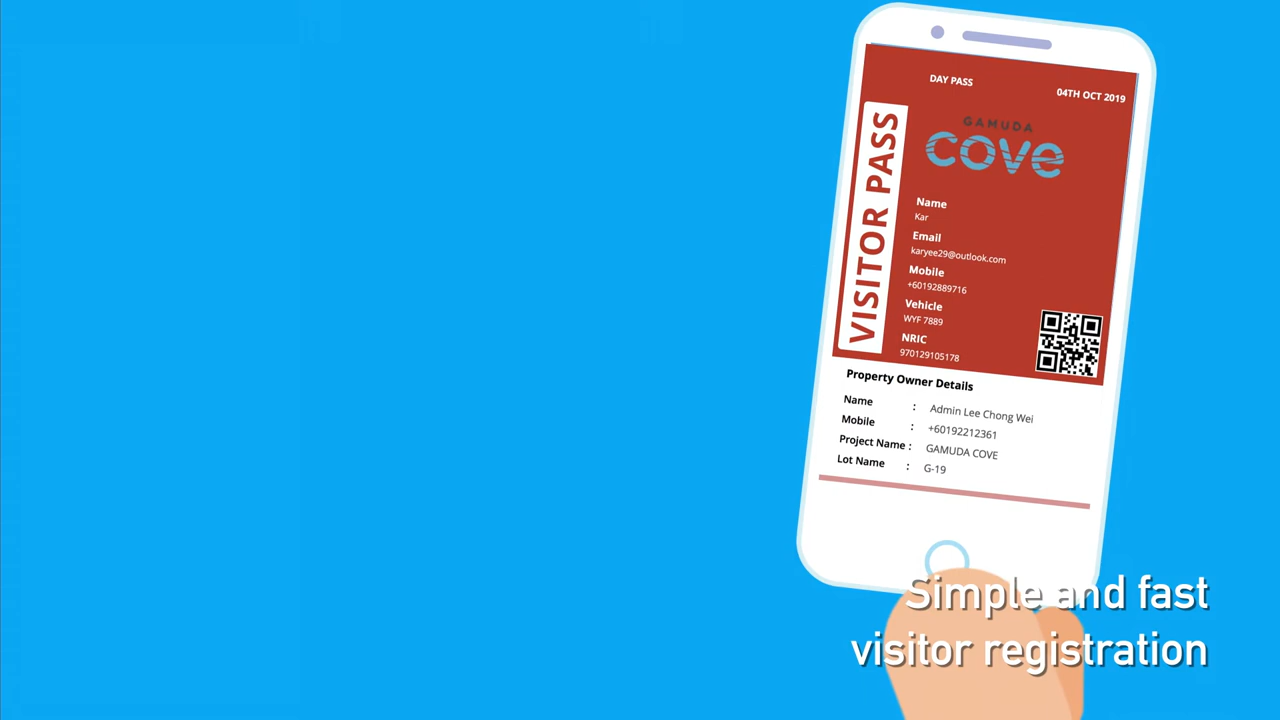 DAY PASS
04TH OCT 2019
GAMUDA
cove
VISITOR PASS
Name
Kar
Email
karyee29@outlook.com
Mobile
+60192889716
Vehicle
WYF 7889
NRIC
970129105178
Property Owner Details
Name : Admin Lee Chong Wei
Mobile : +60192212361
Project Name : GAMUDA COVE
Lot Name : G-19
Simple and fast
visitor registration